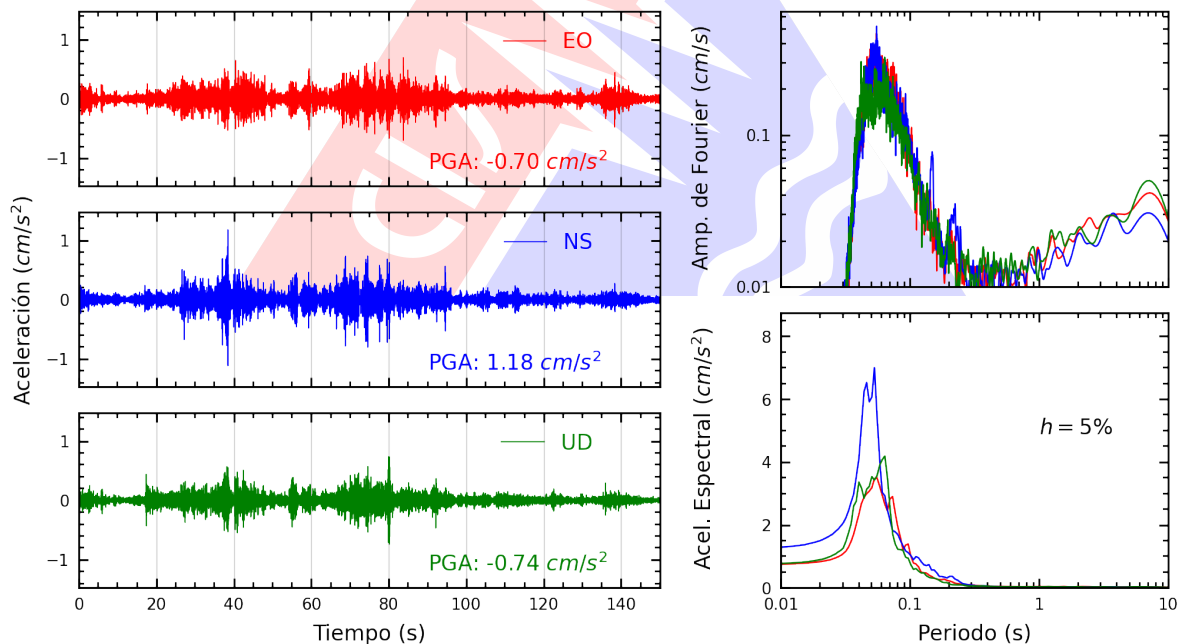 Aceleración (cm/s²)
1
0
−1
EO
PGA: -0.70 cm/s²
1
0
−1
NS
PGA: 1.18 cm/s²
1
0
−1
UD
PGA: -0.74 cm/s²
0 20 40 60 80 100 120 140
Tiempo (s)
Amp. de Fourier (cm/s)
0.1
0.01
Acel. Espectral (cm/s²)
8
6
4
2
0
h = 5%
0.01 0.1 1 10
Periodo (s)